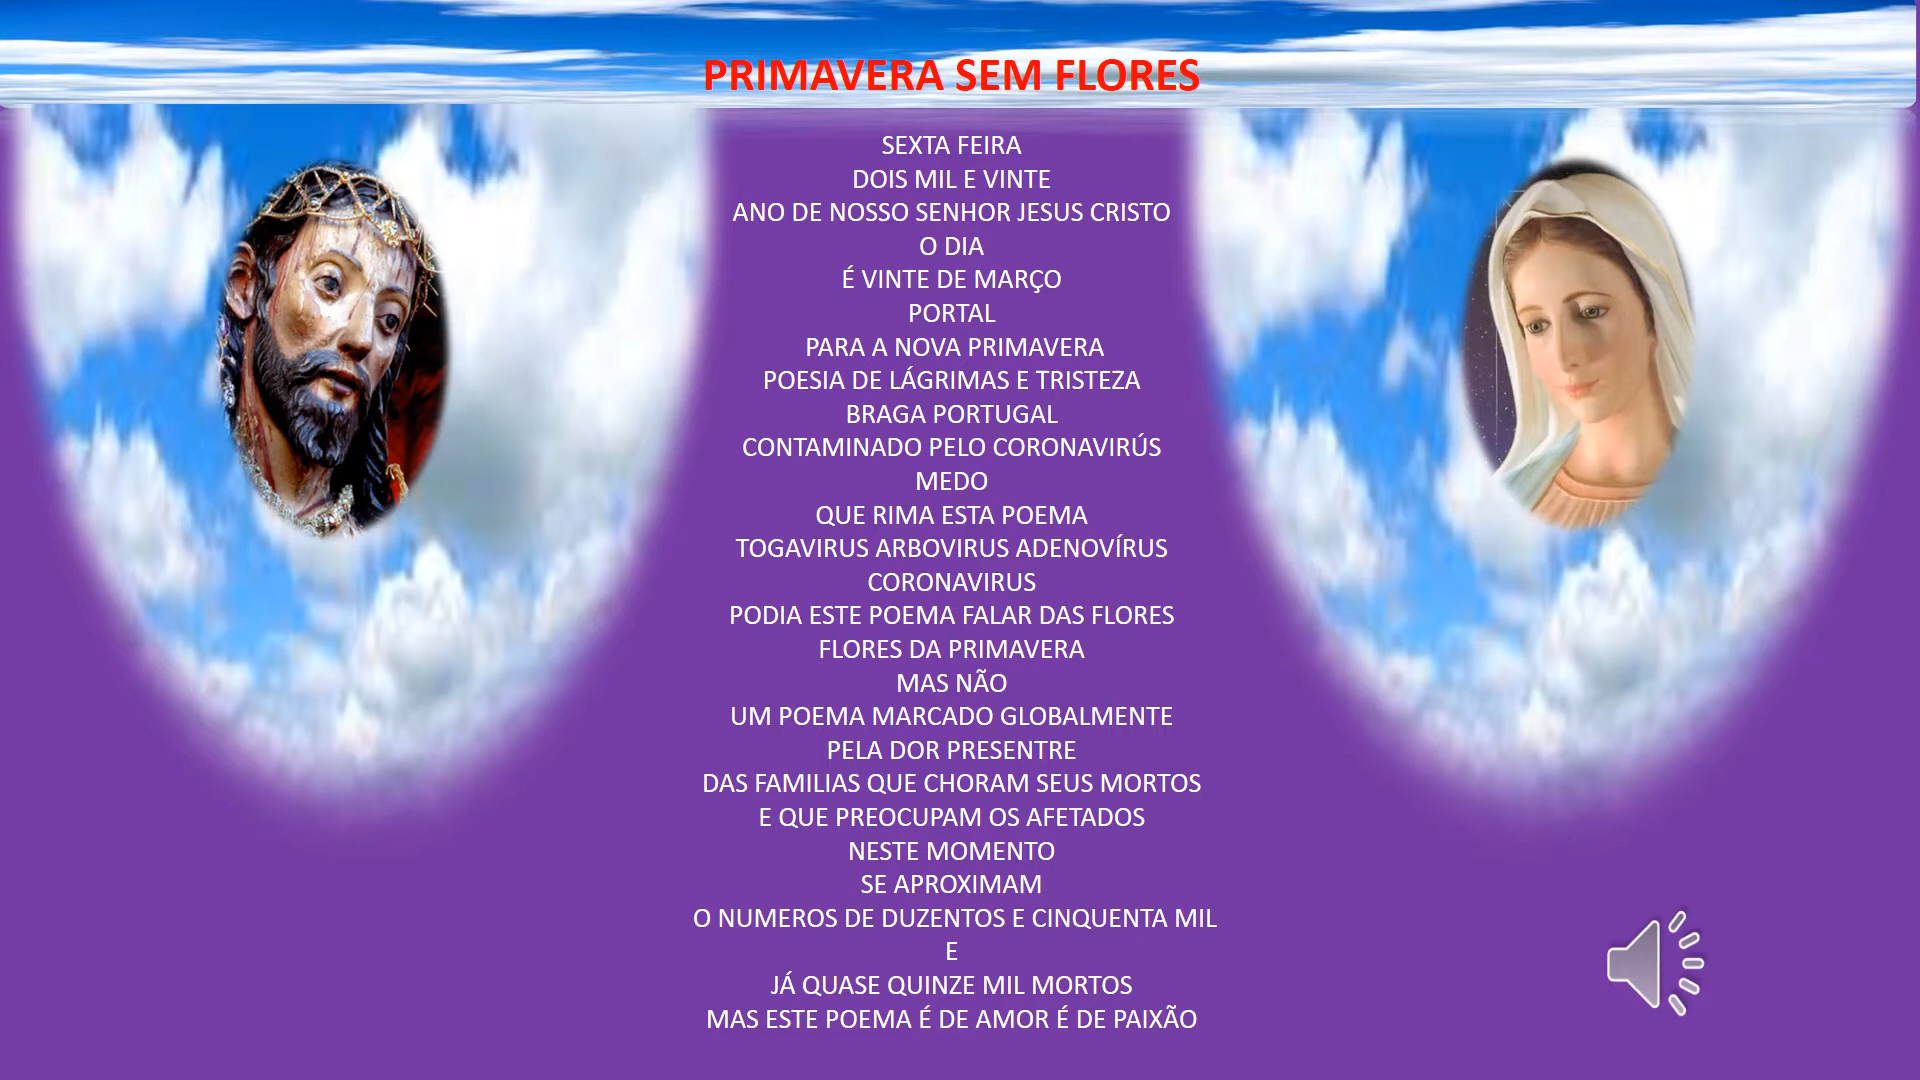 PRIMAVERA SEM FLORES
SEXTA FEIRA
DOIS MIL E VINTE
ANO DE NOSSO SENHOR JESUS CRISTO
O DIA
É VINTE DE MARÇO
PORTAL
PARA A NOVA PRIMAVERA
POESIA DE LÁGRIMAS E TRISTEZA
BRAGA PORTUGAL
CONTAMINADO PELO CORONAVIRÚS
MEDO
QUE RIMA ESTA POEMA
TOGAVIRUS ARBOVIRUS ADENOVÍRUS
CORONAVIRUS
PODIA ESTE POEMA FALAR DAS FLORES
FLORES DA PRIMAVERA
MAS NÃO
UM POEMA MARCADO GLOBALMENTE
PELA DOR PRESENTRE
DAS FAMILIAS QUE CHORAM SEUS MORTOS
E QUE PREOCUPAM OS AFETADOS
NESTE MOMENTO
SE APROXIMAM
O NUMEROS DE DUZENTOS E CINQUENTA MIL
E
JÁ QUASE QUINZE MIL MORTOS
MAS ESTE POEMA É DE AMOR É DE PAIXÃO